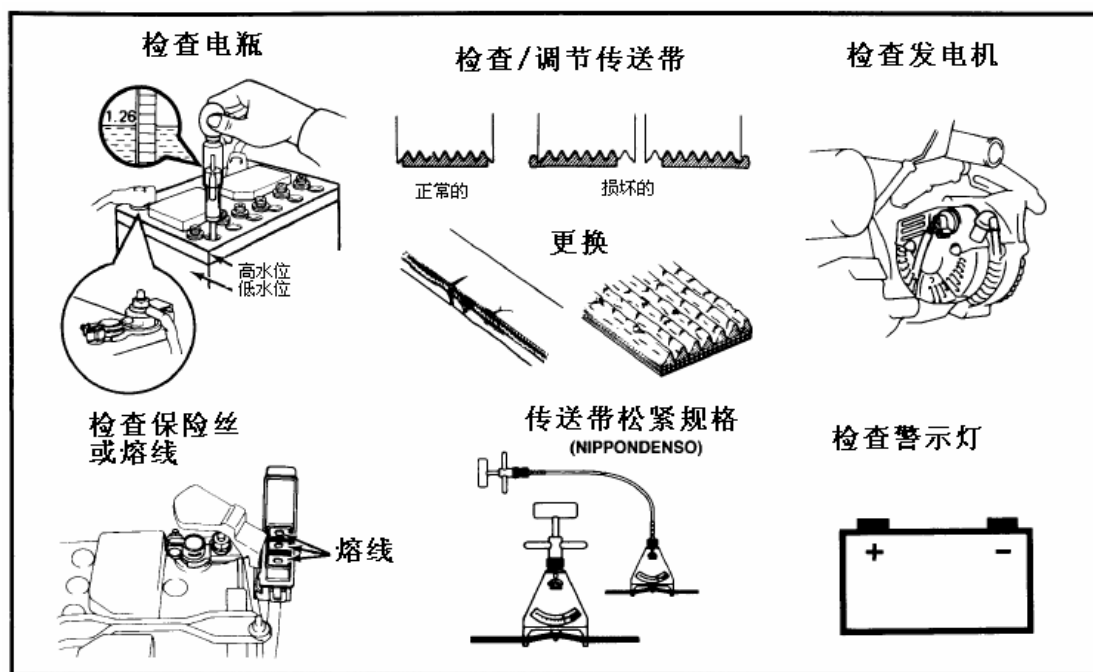 检查电瓶
检查/调节传送带
检查发电机
1.26
正常的
损坏的
更换
高水位
低水位
检查保险丝
或熔线
熔线
传送带松紧规格
(NIPPONDENSO)
检查警示灯
+
-